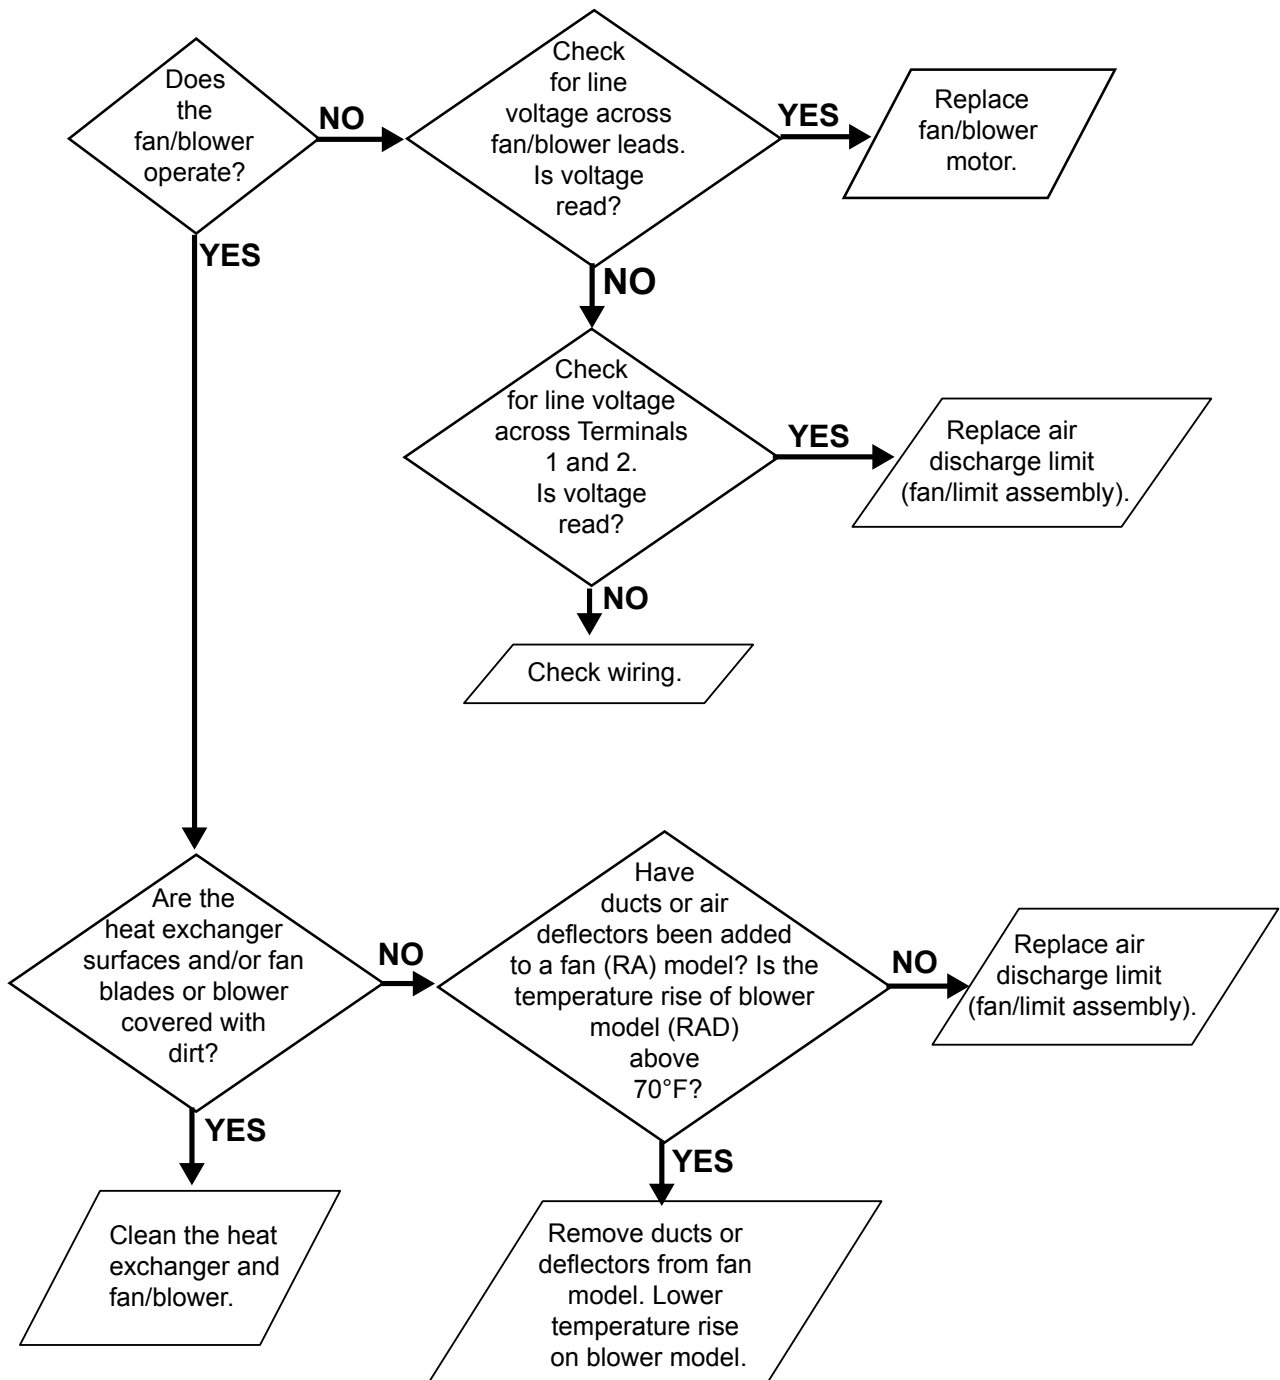 Does
the
fan/blower
operate?
NO
Check
for line
voltage across
fan/blower leads.
Is voltage
read?
YES
Replace
fan/blower
motor.
YES
NO
Check
for line voltage
across Terminals
1 and 2.
Is voltage
read?
YES
Replace air
discharge limit
(fan/limit assembly).
NO
Check wiring.
Are the
heat exchanger
surfaces and/or fan
blades or blower
covered with
dirt?
NO
Have
ducts or air
deflectors been added
to a fan (RA) model? Is the
temperature rise of blower
model (RAD)
above
70°F?
NO
Replace air
discharge limit
(fan/limit assembly).
YES
Clean the heat
exchanger and
fan/blower.
YES
Remove ducts or
deflectors from fan
model. Lower
temperature rise
on blower model.